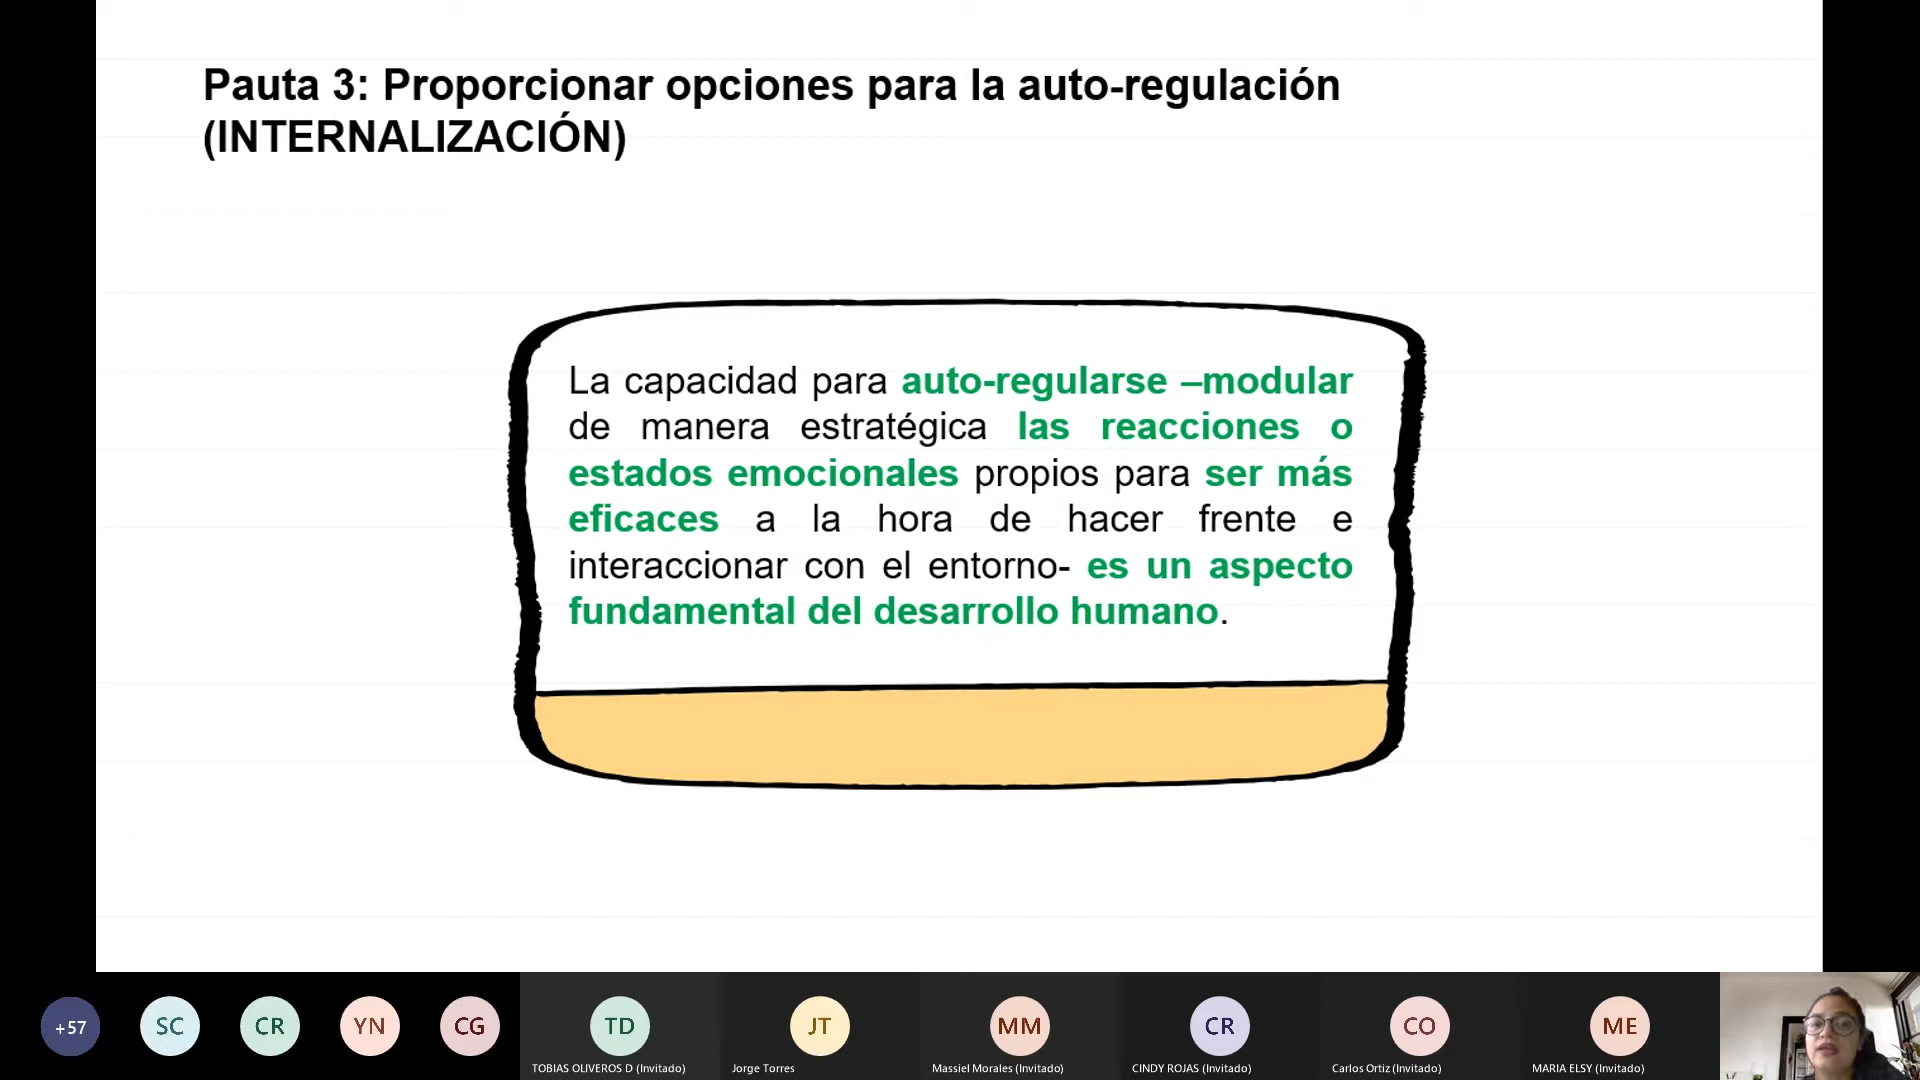 Pauta 3: Proporcionar opciones para la auto-regulación
(INTERNALIZACIÓN)
La capacidad para auto-regularse –modular
de manera estratégica las reacciones o
estados emocionales propios para ser más
eficaces a la hora de hacer frente e
interaccionar con el entorno- es un aspecto
fundamental del desarrollo humano.
+57
SC
CR
YN
CG
TD
JT
MM
CR
CO
ME
TOBIAS OLIVEROS D (Invitado)
Jorge Torres
Massiel Morales (Invitado)
CINDY ROJAS (Invitado)
Carlos Ortiz (Invitado)
MARIA ELSY (Invitado)